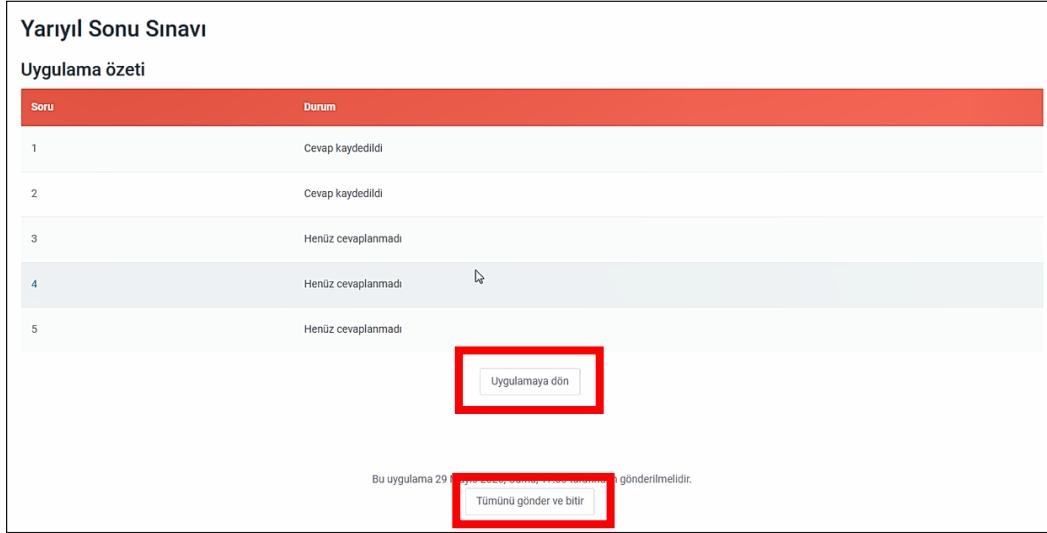 Yarıyıl Sonu Sınavı
Uygulama özeti
Soru Durum
1 Cevap kaydedildi
2 Cevap kaydedildi
3 Henüz cevaplanmadı
4 Henüz cevaplanmadı
5 Henüz cevaplanmadı
Uygulamaya dön
Bu uygulama 29 gönderilmelidir.
Tümünü gönder ve bitir